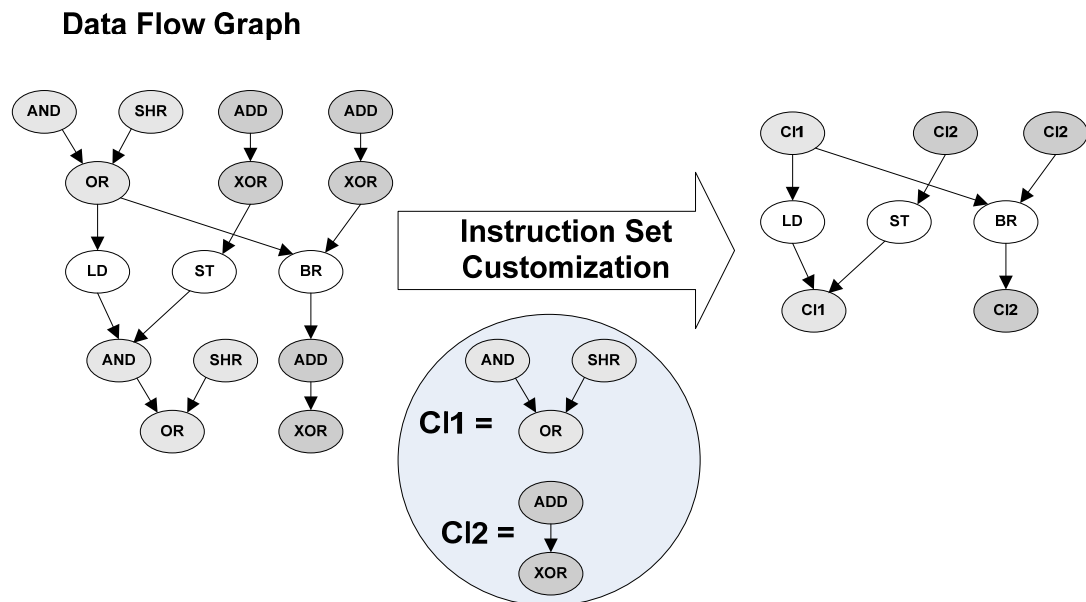 Data Flow Graph
AND SHR ADD ADD
OR XOR XOR
LD ST BR
AND SHR ADD
OR XOR
Instruction Set
Customization
AND SHR
CI1 =
OR
ADD
CI2 =
XOR
CI1 CI2 CI2
LD ST BR
CI1 CI2